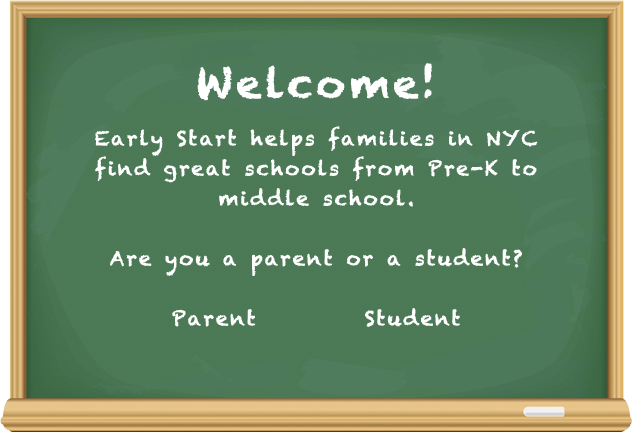 Welcome!
Early Start helps families in NYC
find great schools from Pre-K to
middle school.
Are you a parent or a student?
Parent Student